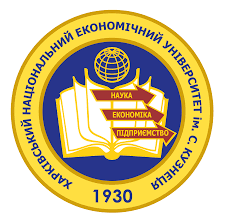 ХАРКІВСЬКИЙ НАЦІОНАЛЬНИЙ ЕКОНОМІЧНИЙ УНІВЕРСИТЕТ ім. С. КУЗНЕЦЯ
НАУКА
ЕКОНОМІКА
ПІДПРИЄМСТВО
1930